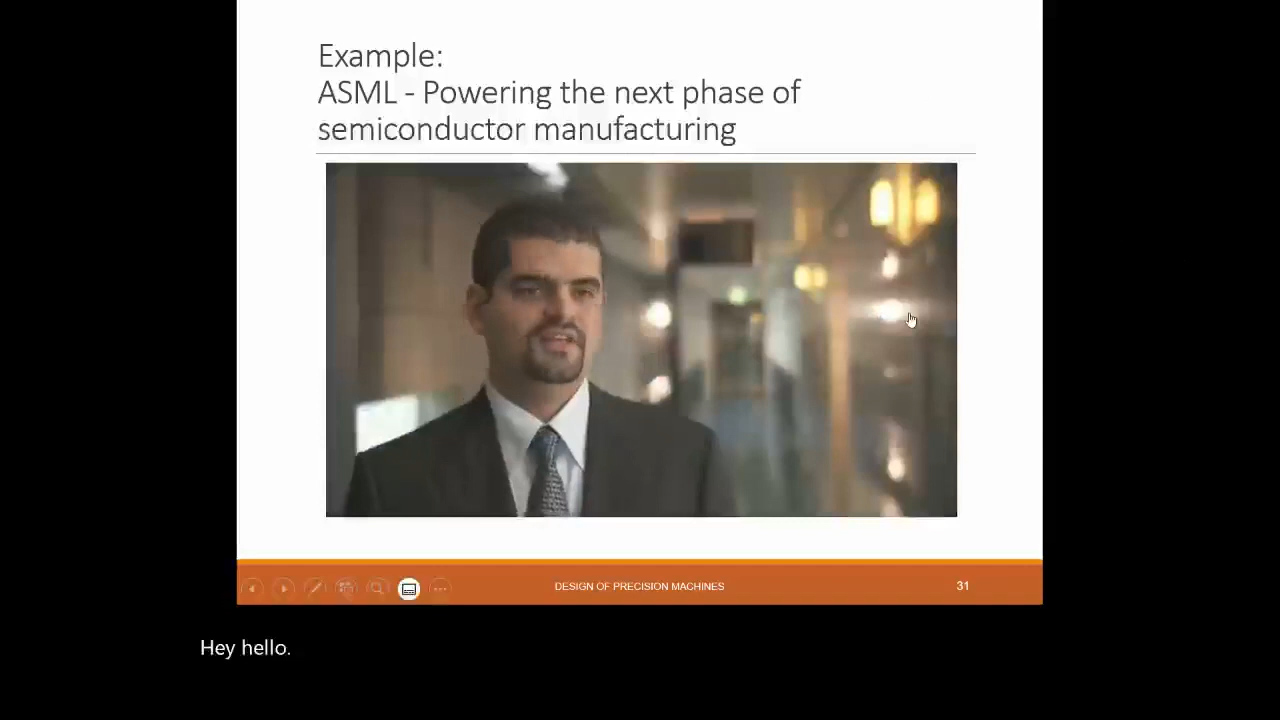 Example:
ASML - Powering the next phase of
semiconductor manufacturing
DESIGN OF PRECISION MACHINES
31
Hey hello.